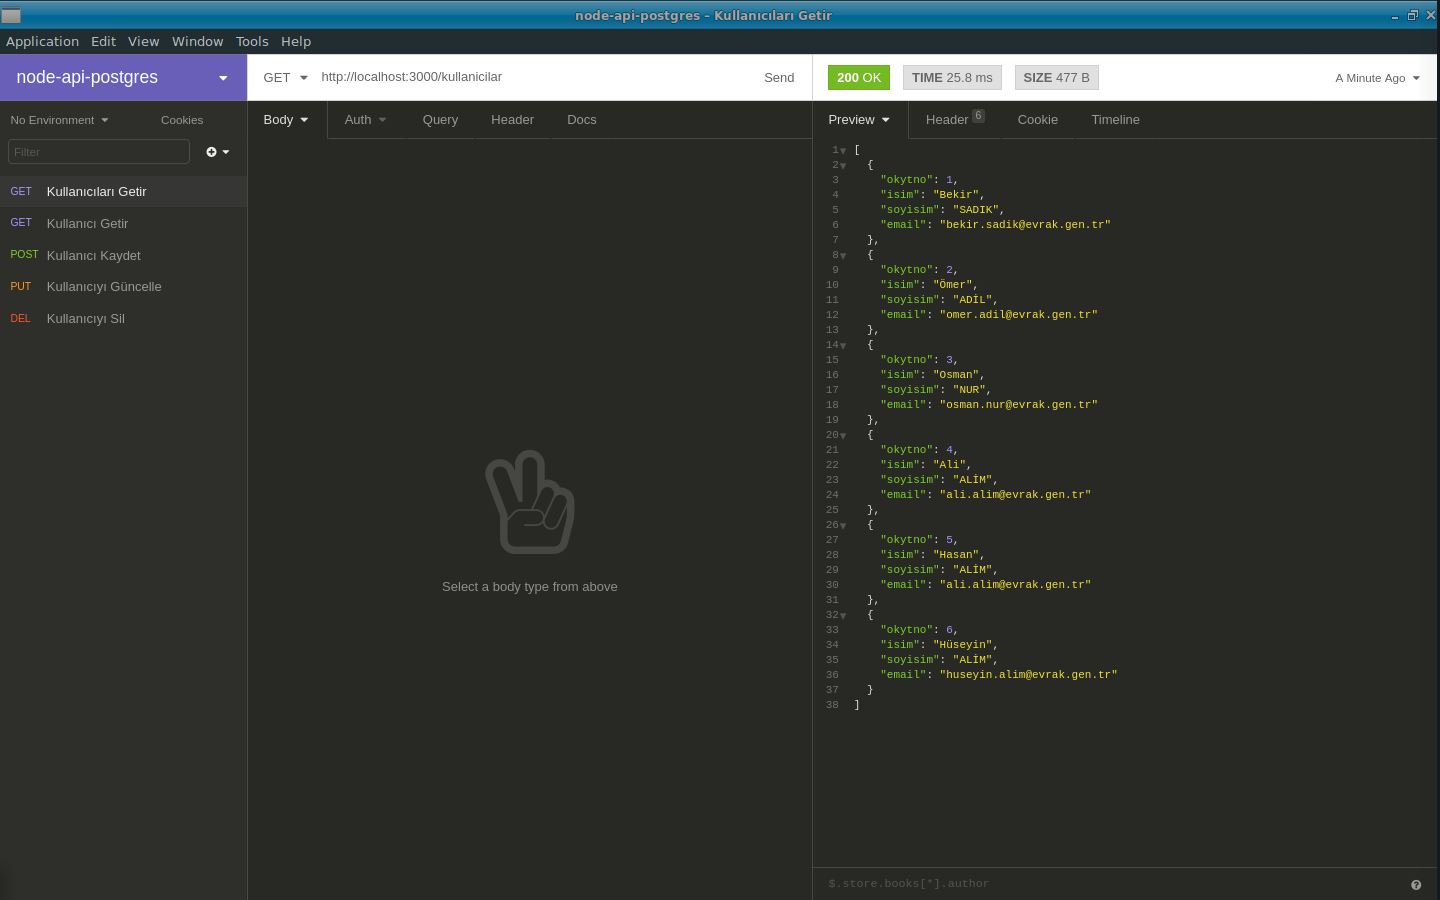 node-api-postgres – Kullanıcıları Getir
Application Edit View Window Tools Help
node-api-postgres
GET http://localhost:3000/kullanicilar Send
200 OK TIME 25.8 ms SIZE 477 B A Minute Ago
No Environment Cookies
Filter
GET Kullanıcıları Getir
GET Kullanıcı Getir
POST Kullanıcı Kaydet
PUT Kullanıcıyı Güncelle
DEL Kullanıcıyı Sil
Body Auth Query Header Docs
Select a body type from above
Preview Header 6 Cookie Timeline
1 [
2 {
3 "okytno": 1,
4 "isim": "Bekir",
5 "soyisim": "SADIK",
6 "email": "bekir.sadik@evrak.gen.tr"
7 },
8 {
9 "okytno": 2,
10 "isim": "Ömer",
11 "soyisim": "ADİL",
12 "email": "omer.adil@evrak.gen.tr"
13 },
14 {
15 "okytno": 3,
16 "isim": "Osman",
17 "soyisim": "NUR",
18 "email": "osman.nur@evrak.gen.tr"
19 },
20 {
21 "okytno": 4,
22 "isim": "Ali",
23 "soyisim": "ALİM",
24 "email": "ali.alim@evrak.gen.tr"
25 },
26 {
27 "okytno": 5,
28 "isim": "Hasan",
29 "soyisim": "ALİM",
30 "email": "ali.alim@evrak.gen.tr"
31 },
32 {
33 "okytno": 6,
34 "isim": "Hüseyin",
35 "soyisim": "ALİM",
36 "email": "huseyin.alim@evrak.gen.tr"
37 }
38 ]
$.store.books[*].author